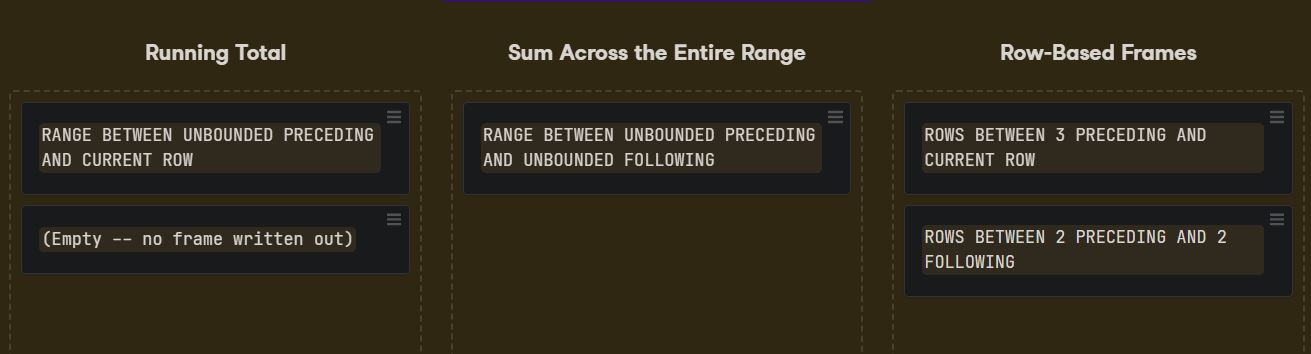 Running Total
RANGE BETWEEN UNBOUNDED PRECEDING
AND CURRENT ROW
(Empty -- no frame written out)
Sum Across the Entire Range
RANGE BETWEEN UNBOUNDED PRECEDING
AND UNBOUNDED FOLLOWING
Row-Based Frames
ROWS BETWEEN 3 PRECEDING AND
CURRENT ROW
ROWS BETWEEN 2 PRECEDING AND 2
FOLLOWING